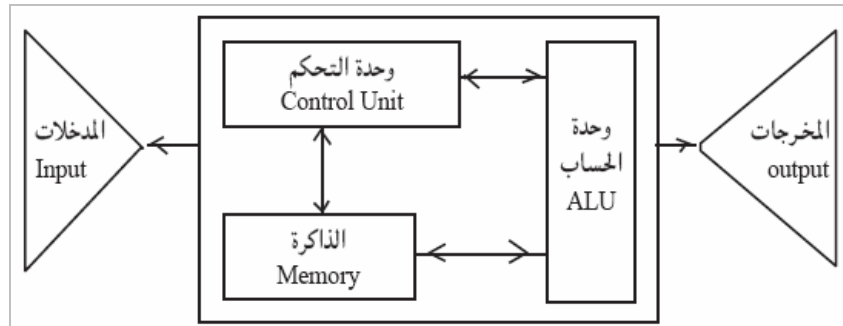 وحدة التحكم
Control Unit
المدخلات
Input
وحدة
الحساب
ALU
المخرجات
output
الذاكرة
Memory